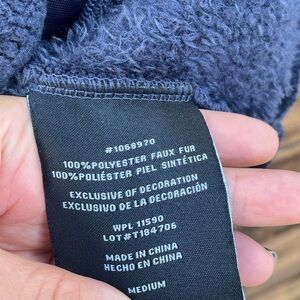 #1068970
100%POLYESTER FAUX FUR
100%POLIÉSTER PIEL SINTÉTICA
EXCLUSIVE OF DECORATION
EXCLUSIVO DE LA DECORACIÓN
WPL 11590
LOT#T184706
MADE IN CHINA
HECHO EN CHINA
MEDIUM